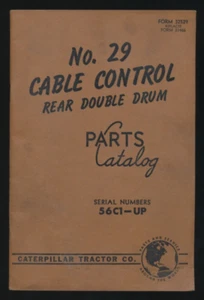 No. 29
CABLE CONTROL
REAR DOUBLE DRUM
PARTS
Catalog
SERIAL NUMBERS
56C1-UP
CATERPILLAR TRACTOR CO.